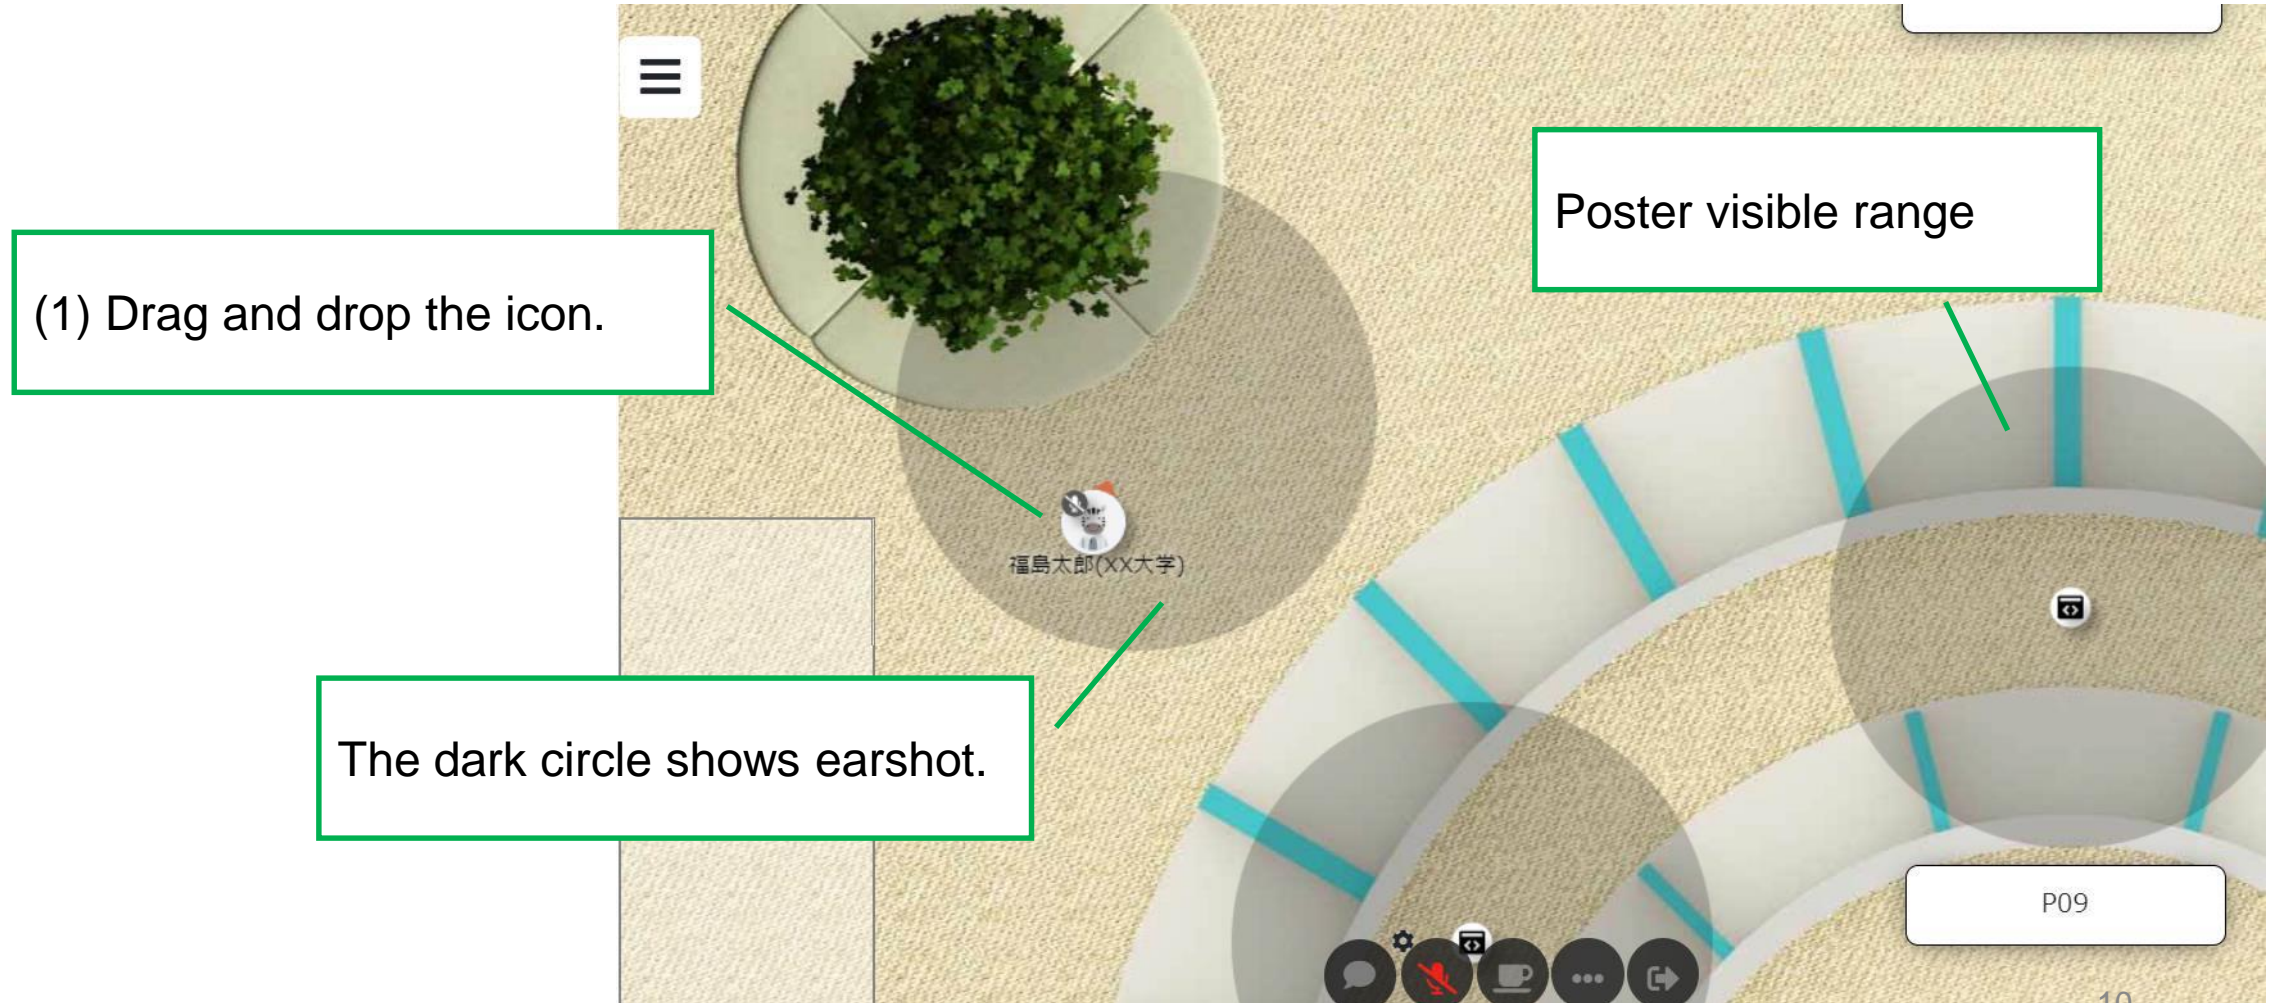 Poster visible range
(1) Drag and drop the icon.
福島太郎(XX大学)
The dark circle shows earshot.
P09
10